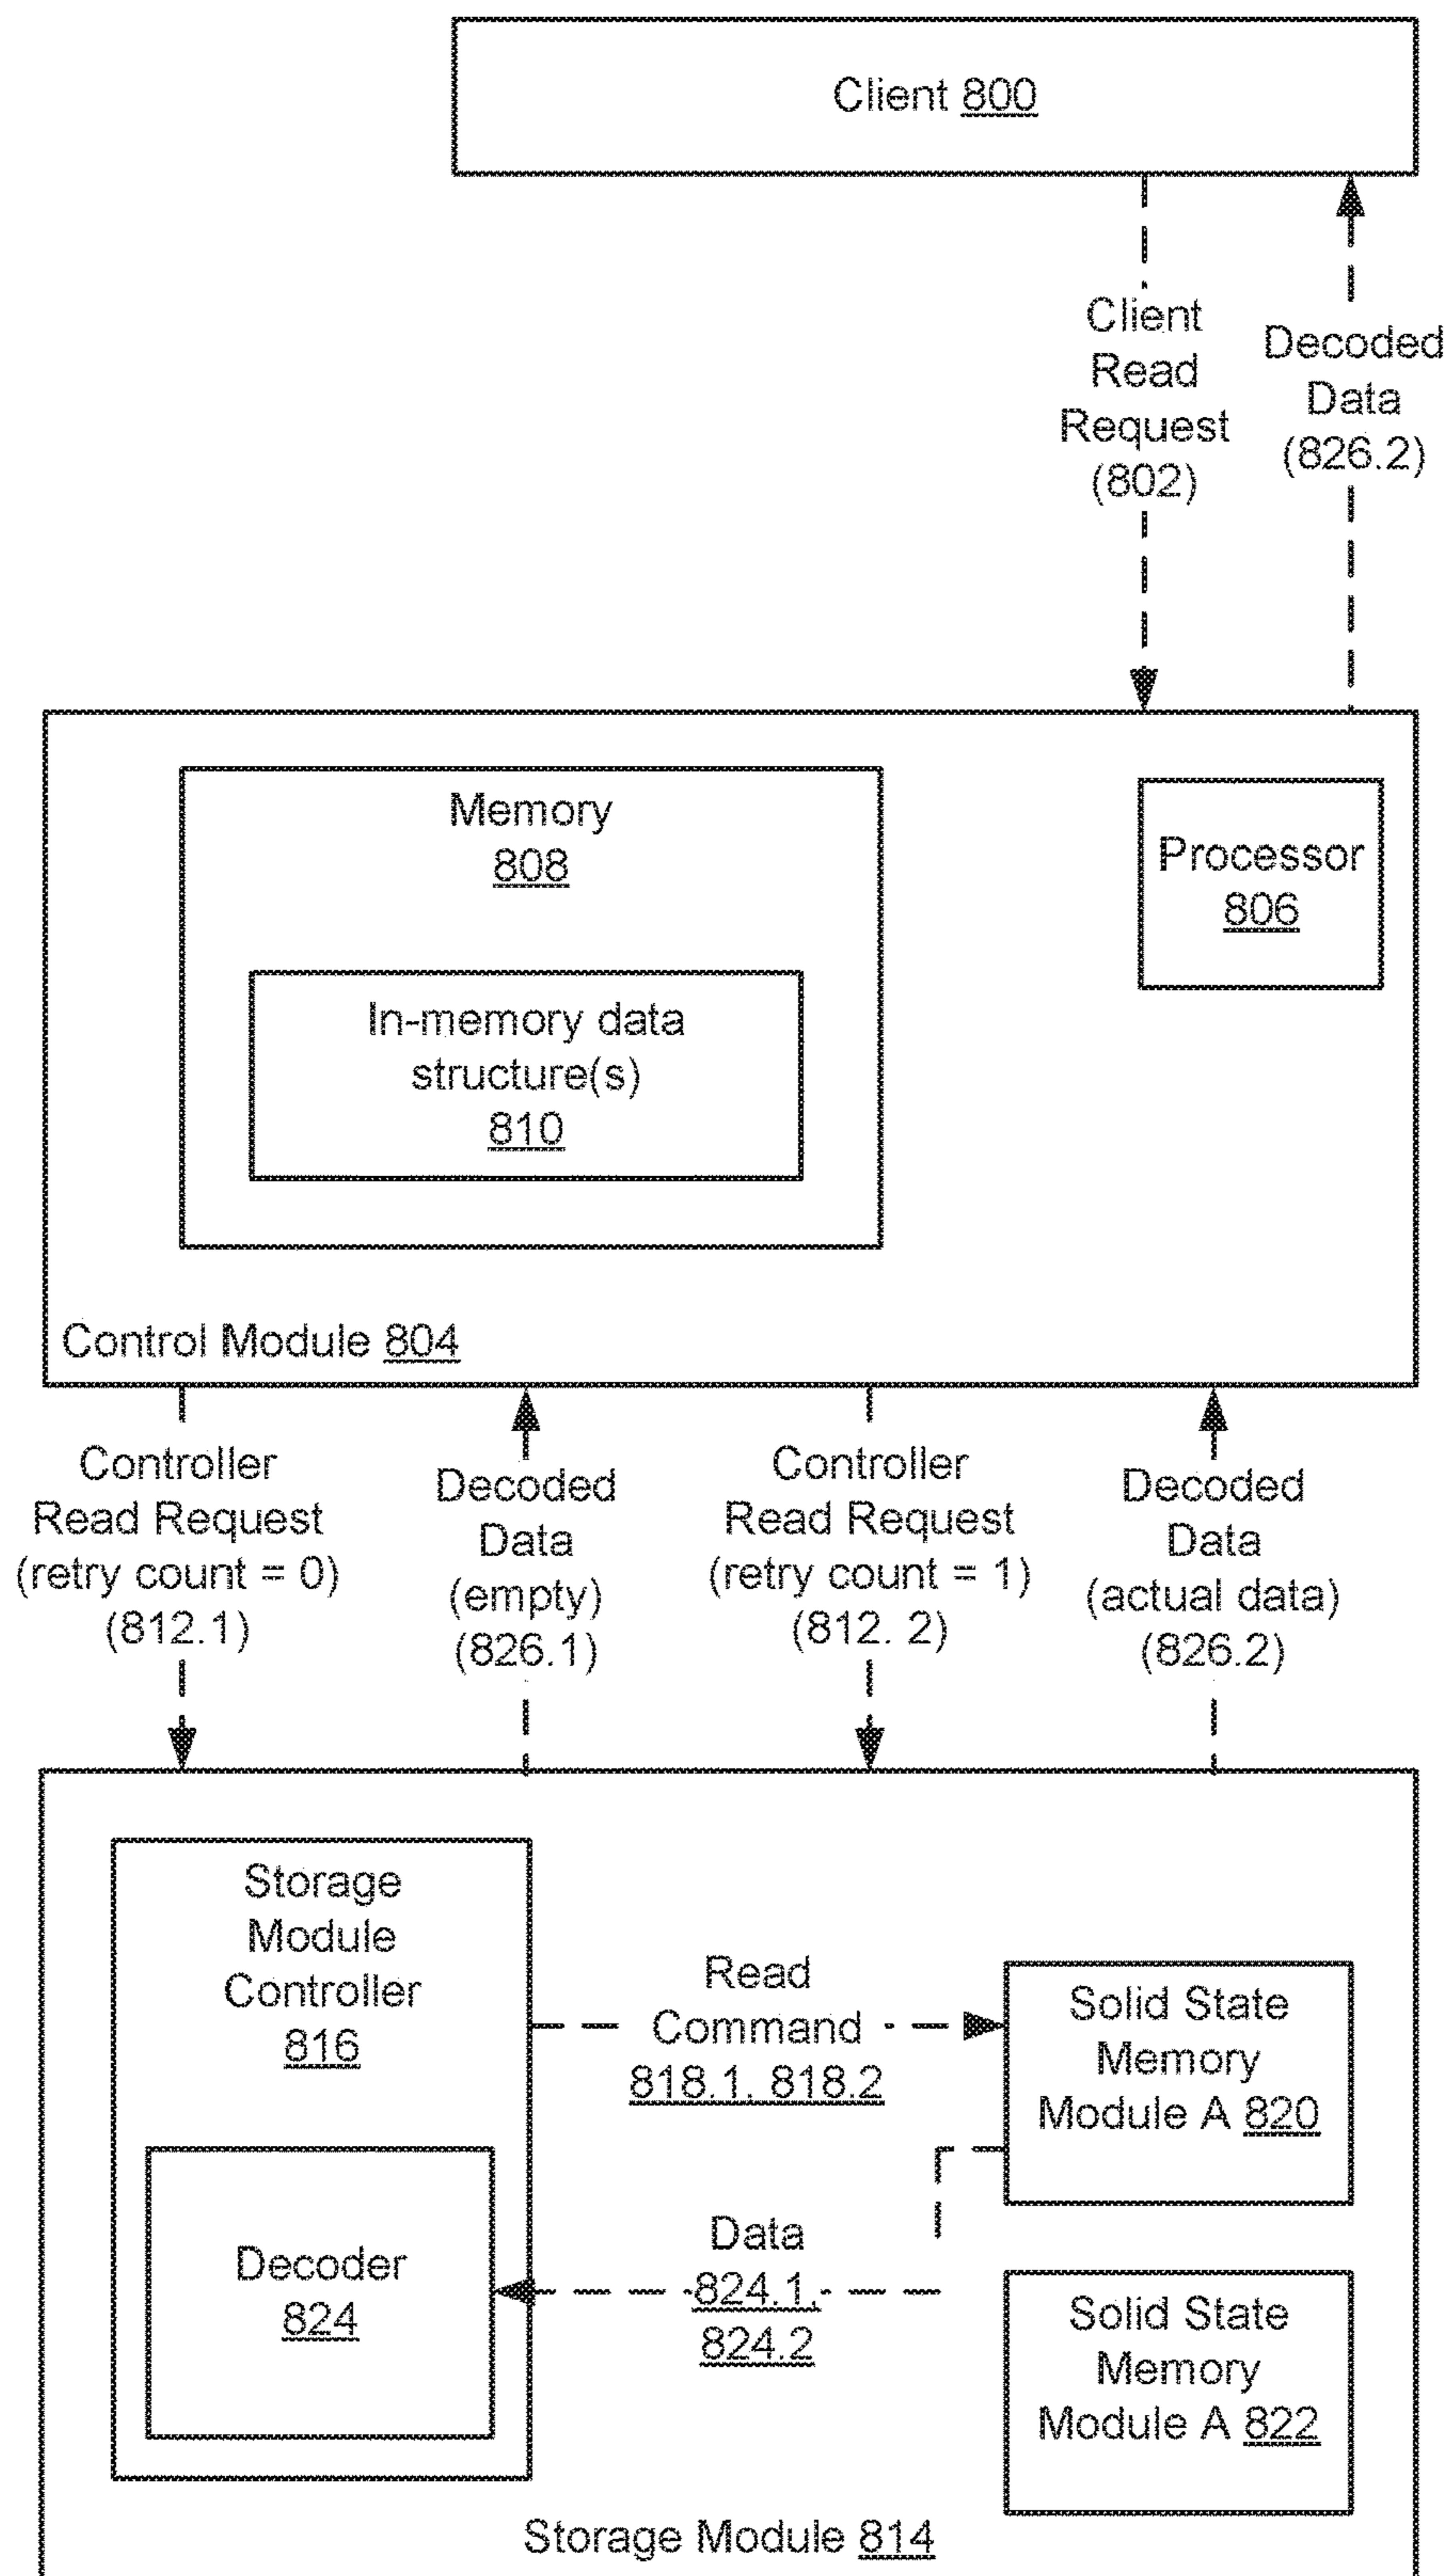 Client 800
Client
Read
Request
(802)
Decoded
Data
(826.2)
Memory
808
Processor
806
In-memory data
structure(s)
810
Control Module 804
Controller
Read Request
(retry count = 0)
(812.1)
Decoded
Data
(empty)
(826.1)
Controller
Read Request
(retry count = 1)
(812. 2)
Decoded
Data
(actual data)
(826.2)
Storage
Module
Controller
816
Read
Command
818.1, 818.2
Solid State
Memory
Module A 820
Decoder
824
Data
824.1,
824.2
Solid State
Memory
Module A 822
Storage Module 814